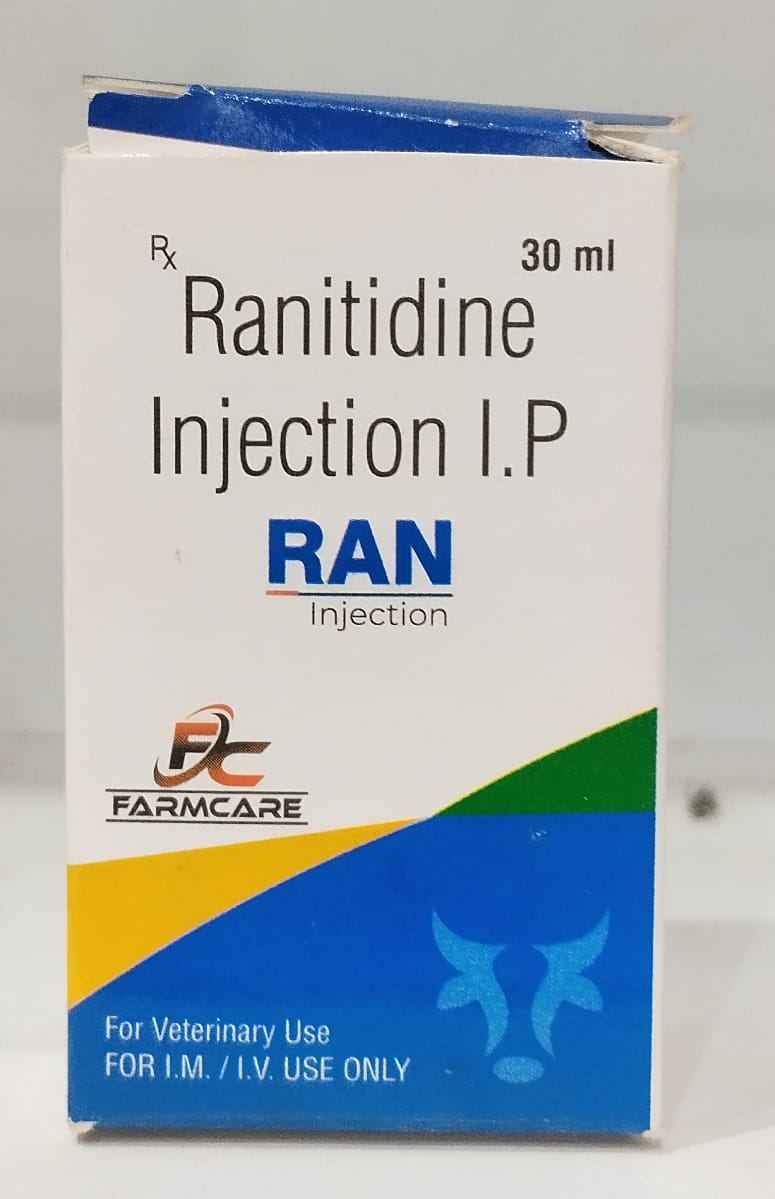 Rx
30 ml
Ranitidine
Injection I.P
RAN
Injection
FC
FARMCARE
For Veterinary Use
FOR I.M. / I.V. USE ONLY